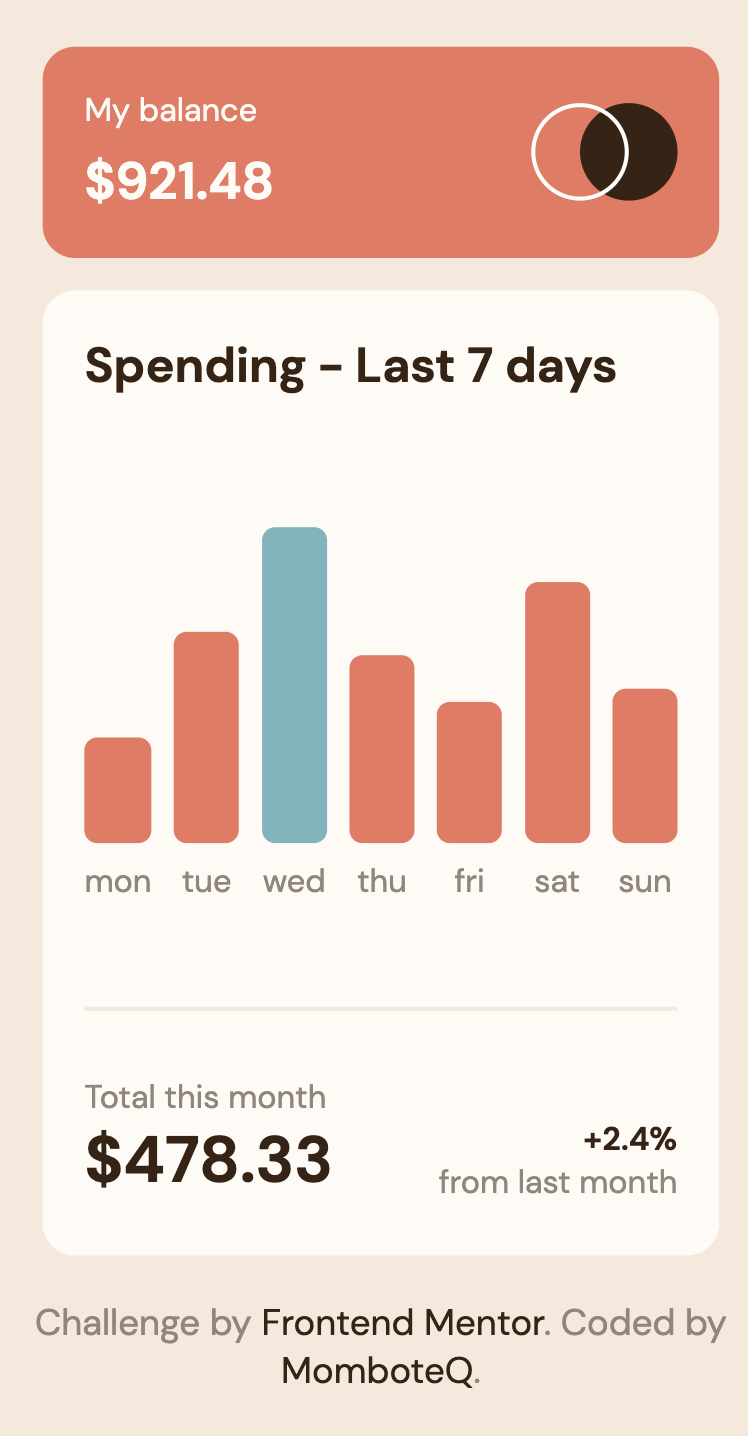 My balance
$921.48
Spending - Last 7 days
mon tue wed thu fri sat sun
Total this month
$478.33
+2.4%
from last month
Challenge by Frontend Mentor. Coded by
MomboteQ.